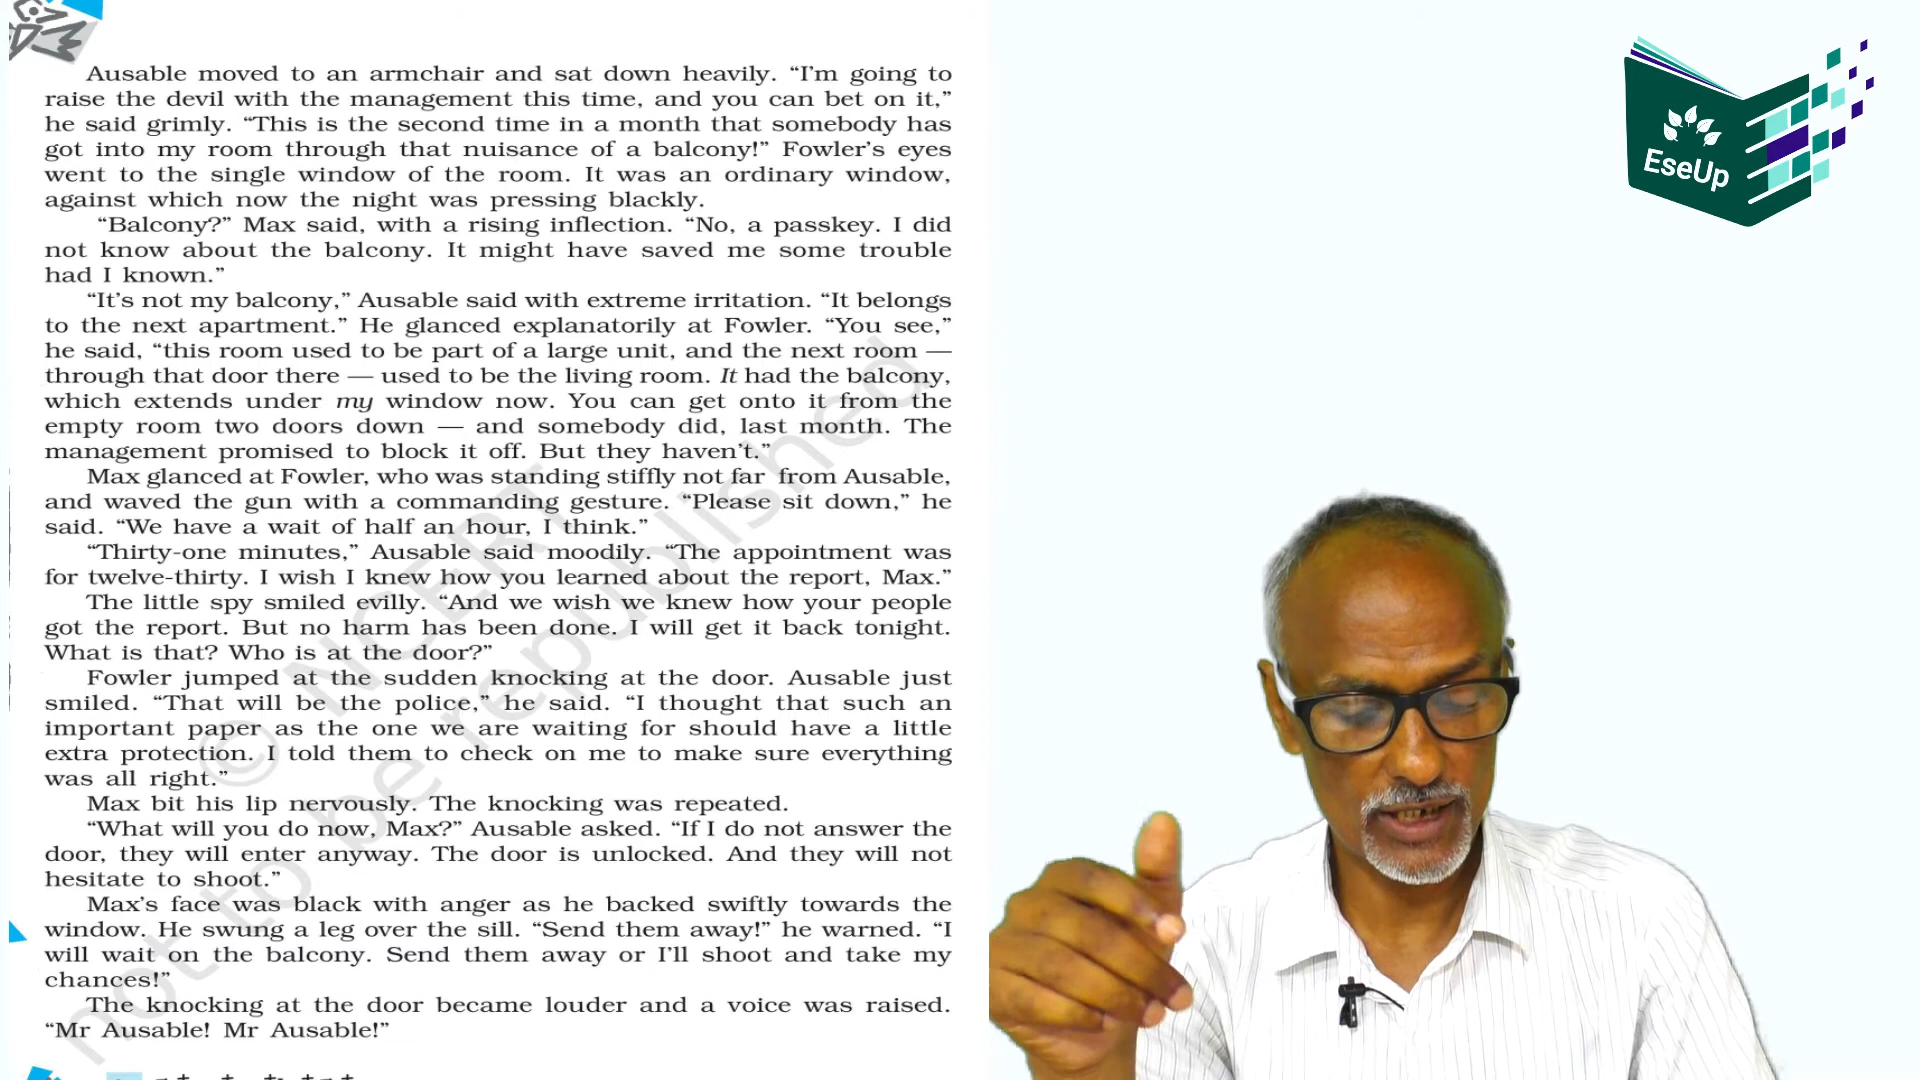 Ausable moved to an armchair and sat down heavily. “I’m going to
raise the devil with the management this time, and you can bet on it,”
he said grimly. “This is the second time in a month that somebody has
got into my room through that nuisance of a balcony!” Fowler’s eyes
went to the single window of the room. It was an ordinary window,
against which now the night was pressing blackly.
“Balcony?” Max said, with a rising inflection. “No, a passkey. I did
not know about the balcony. It might have saved me some trouble
had I known.”
“It’s not my balcony,” Ausable said with extreme irritation. “It belongs
to the next apartment.” He glanced explanatorily at Fowler. “You see,”
he said, “this room used to be part of a large unit, and the next room —
through that door there — used to be the living room. It had the balcony,
which extends under my window now. You can get onto it from the
empty room two doors down — and somebody did, last month. The
management promised to block it off. But they haven’t.”
Max glanced at Fowler, who was standing stiffly not far from Ausable,
and waved the gun with a commanding gesture. “Please sit down,” he
said. “We have a wait of half an hour, I think.”
“Thirty-one minutes,” Ausable said moodily. “The appointment was
for twelve-thirty. I wish I knew how you learned about the report, Max.”
The little spy smiled evilly. “And we wish we knew how your people
got the report. But no harm has been done. I will get it back tonight.
What is that? Who is at the door?”
Fowler jumped at the sudden knocking at the door. Ausable just
smiled. “That will be the police,” he said. “I thought that such an
important paper as the one we are waiting for should have a little
extra protection. I told them to check on me to make sure everything
was all right.”
Max bit his lip nervously. The knocking was repeated.
“What will you do now, Max?” Ausable asked. “If I do not answer the
door, they will enter anyway. The door is unlocked. And they will not
hesitate to shoot.”
Max’s face was black with anger as he backed swiftly towards the
window. He swung a leg over the sill. “Send them away!” he warned. “I
will wait on the balcony. Send them away or I’ll shoot and take my
chances!”
The knocking at the door became louder and a voice was raised.
“Mr Ausable! Mr Ausable!”
© NCERT
not to be republished
EseUp